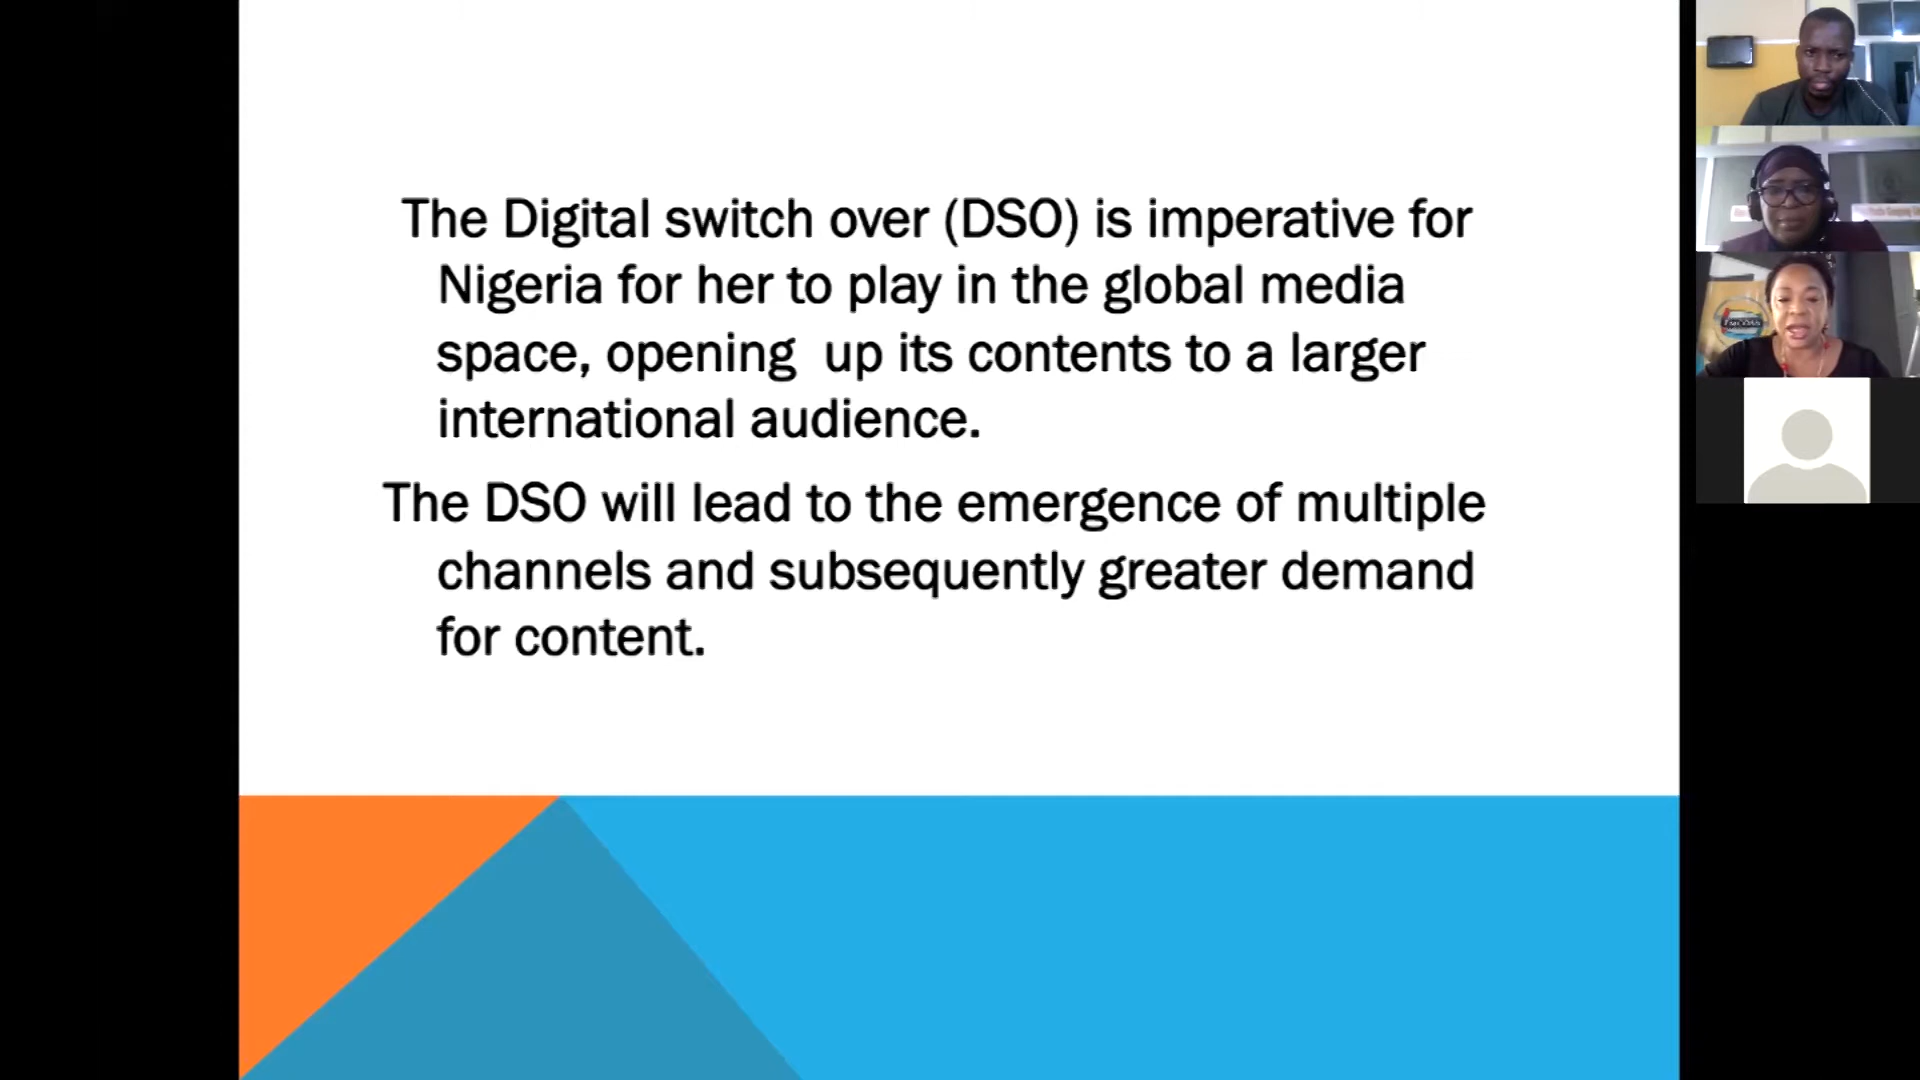 The Digital switch over (DSO) is imperative for
Nigeria for her to play in the global media
space, opening  up its contents to a larger
international audience.
The DSO will lead to the emergence of multiple
channels and subsequently greater demand
for content.